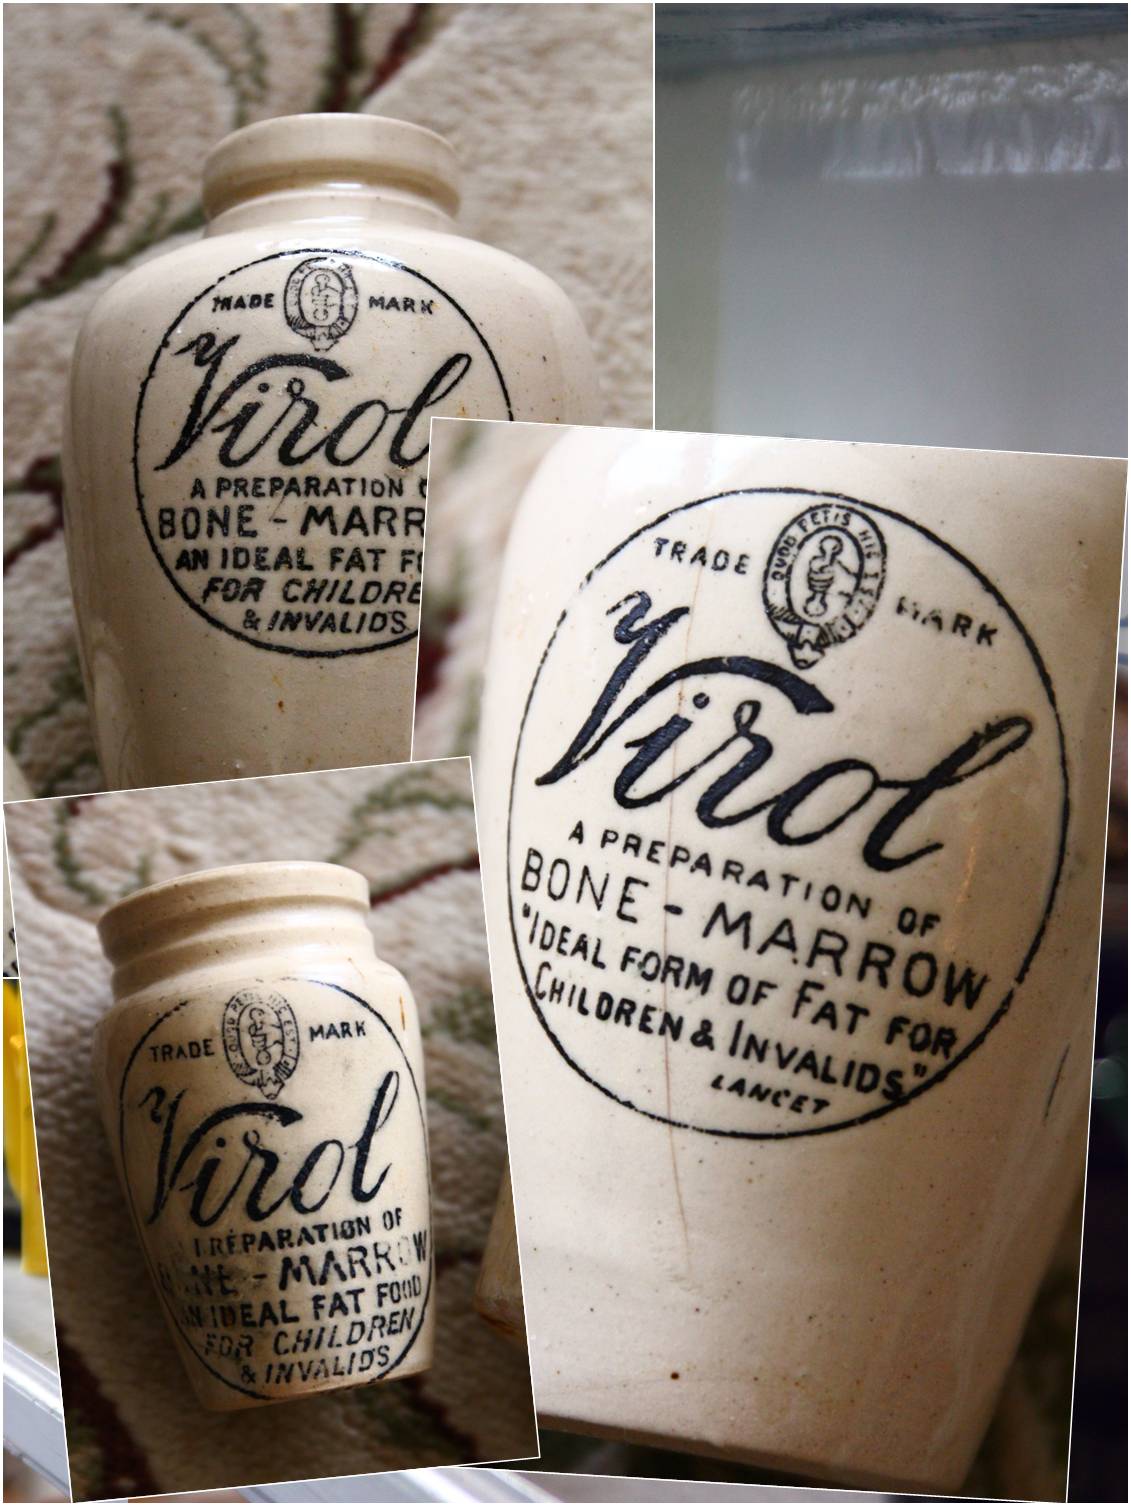 TRADE MARK
Virol
A PREPARATION
BONE - MARR
AN IDEAL FAT
FOR CHILDRE
& INVALIDS
QUOD PETIS HIC EST
TRADE MARK
Virol
A PREPARATION OF
BONE - MARROW
"IDEAL FORM OF FAT FOR
CHILDREN & INVALIDS"
LANCET
TRADE MARK
Virol
PREPARATION OF
BONE - MARROW
AN IDEAL FAT FOOD
FOR CHILDREN
& INVALIDS